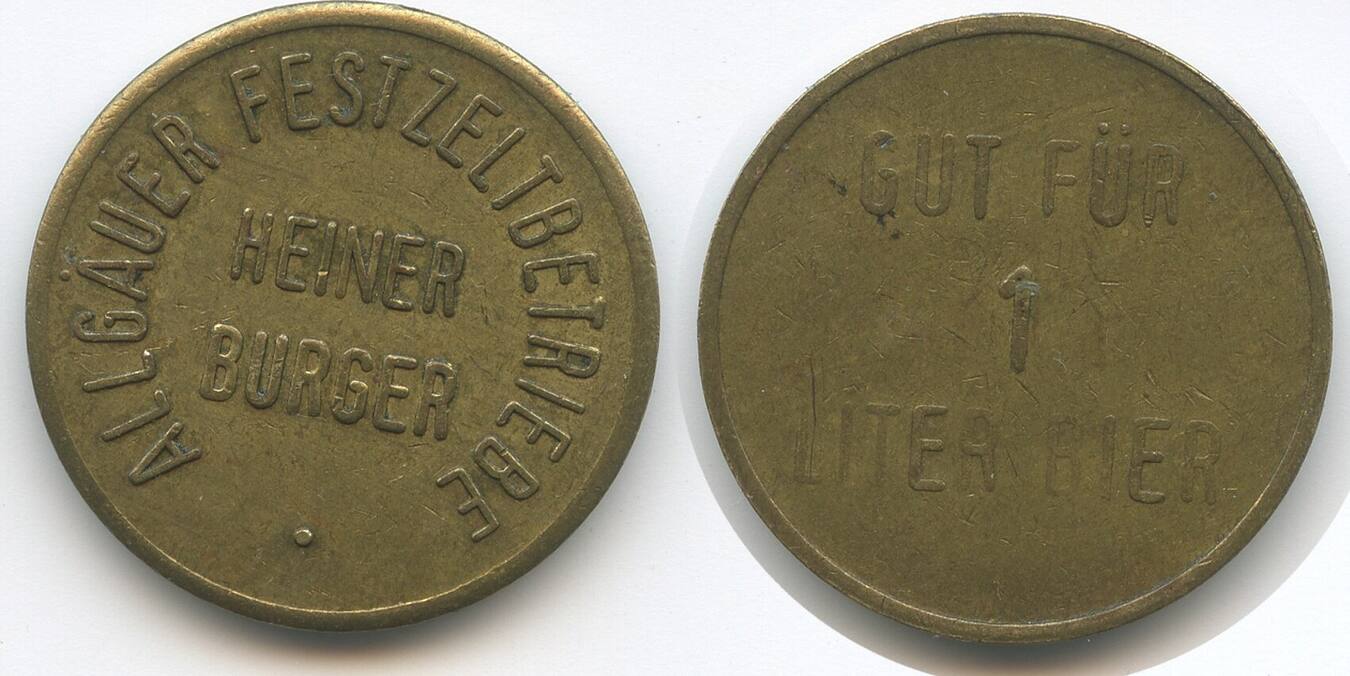 ALLGÄUER FESTZELTBETRIEBE
HEINER
BURGER
GUT FÜR
1
LITER BIER